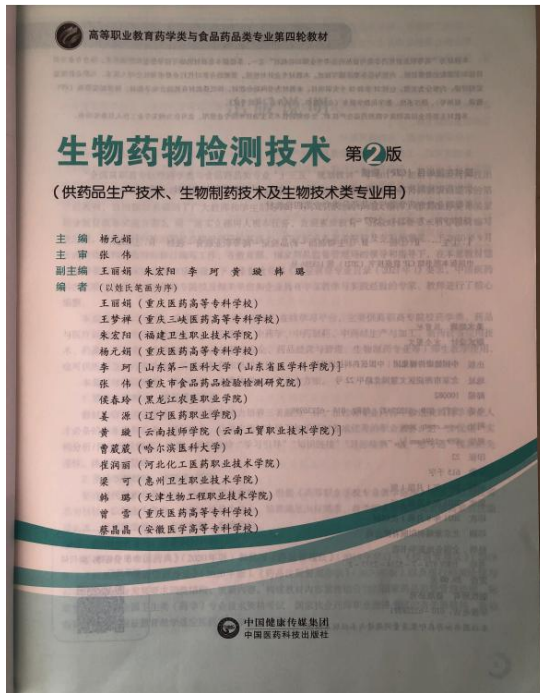 高等职业教育药学类与食品药品类专业第四轮教材
生物药物检测技术 第2版
(供药品生产技术、生物制药技术及生物技术类专业用)
主 编 杨元娟
主 审 张 伟
副主编 王丽娟 朱宏阳 李 珂 黄 璇 韩 璐
编 者 (以姓氏笔画为序)
王丽娟(重庆医药高等专科学校)
王梦禅(重庆三峡医药高等专科学校)
朱宏阳(福建卫生职业技术学院)
杨元娟(重庆医药高等专科学校)
李 珂[山东第一医科大学(山东省医学科学院)]
张 伟(重庆市食品药品检验检测研究院)
侯春玲(黑龙江农垦职业学院)
姜 源(辽宁医药职业学院)
黄 璇[云南技师学院(云南工贸职业技术学院)]
曹葳葳(哈尔滨医科大学)
崔润丽(河北化工医药职业技术学院)
梁 可(惠州卫生职业技术学院)
韩 璐(天津生物工程职业技术学院)
曾 雪(重庆医药高等专科学校)
蔡晶晶(安徽医学高等专科学校)
中国健康传媒集团
中国医药科技出版社